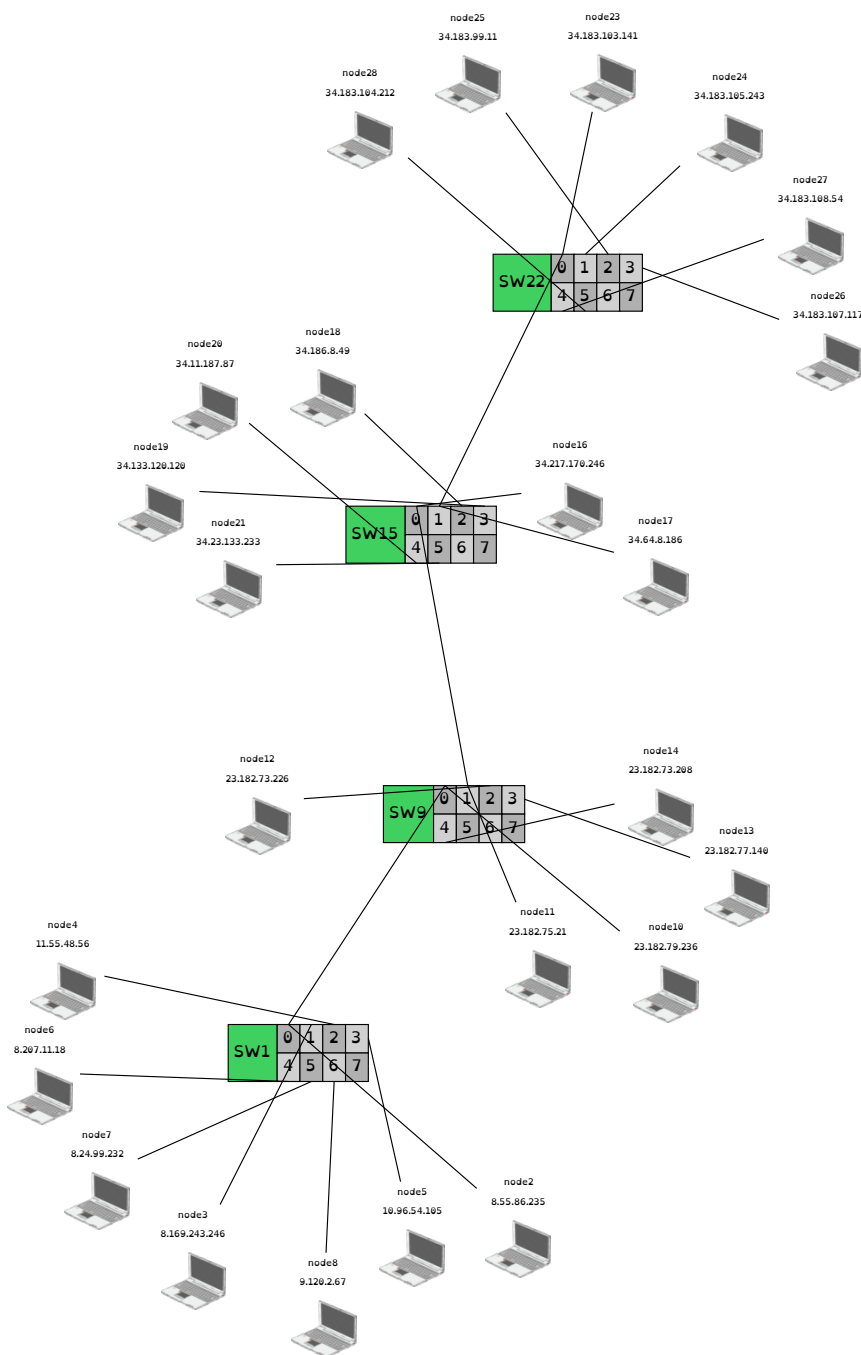 node25
34.183.99.11
node23
34.183.103.141
node28
34.183.104.212
node24
34.183.105.243
node27
34.183.108.54
SW22
0 1 2 3
4 5 6 7
node26
34.183.107.117
node18
34.186.8.49
node20
34.11.187.87
node19
34.133.120.120
node16
34.217.170.246
SW15
0 1 2 3
4 5 6 7
node21
34.23.133.233
node17
34.64.8.186
node12
23.182.73.226
node14
23.182.73.208
SW9
0 1 2 3
4 5 6 7
node13
23.182.77.140
node11
23.182.75.21
node10
23.182.79.236
node4
11.55.48.56
node6
8.207.11.18
SW1
0 1 2 3
4 5 6 7
node7
8.24.99.232
node3
8.169.243.246
node5
10.96.54.105
node2
8.55.86.235
node8
9.120.2.67